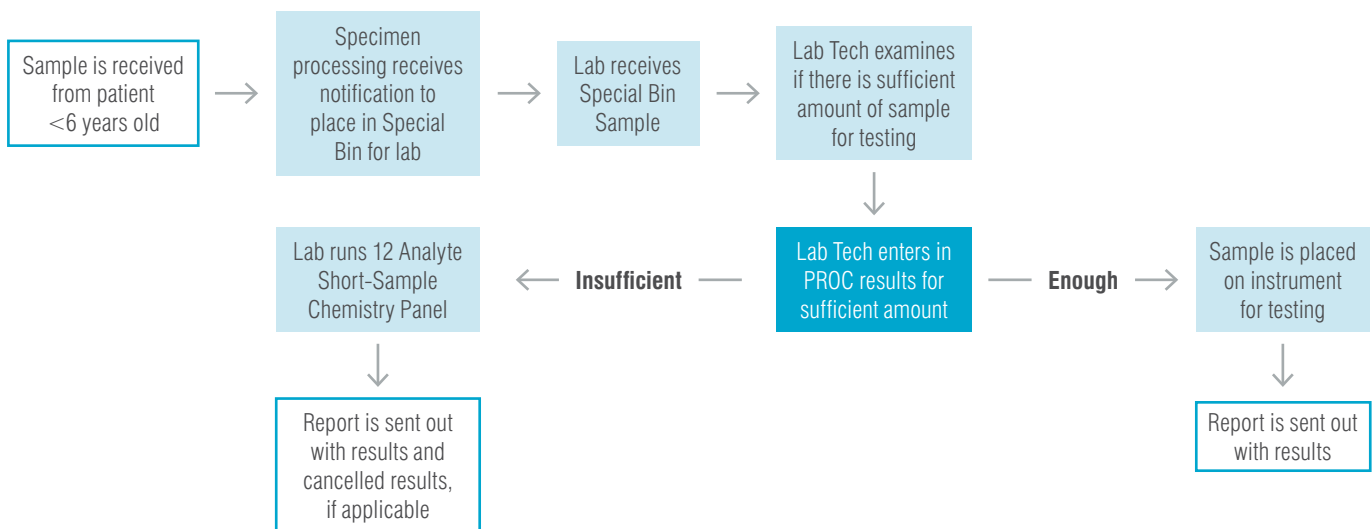 Sample is received
from patient
<6 years old
Specimen
processing receives
notification to
place in Special
Bin for lab
Lab receives
Special Bin
Sample
Lab Tech examines
if there is sufficient
amount of sample
for testing
Lab Tech enters in
PROC results for
sufficient amount
Insufficient
Lab runs 12 Analyte
Short-Sample
Chemistry Panel
Report is sent out
with results and
cancelled results,
if applicable
Enough
Sample is placed
on instrument
for testing
Report is sent out
with results